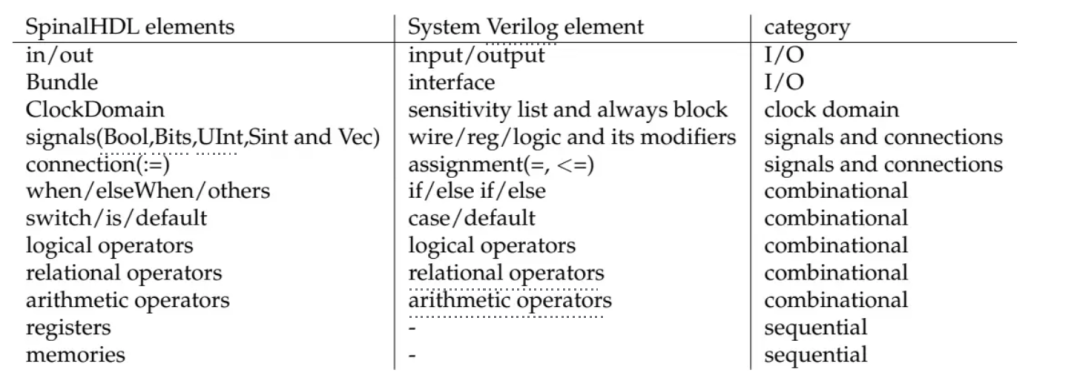 SpinalHDL elements System Verilog element category
in/out input/output I/O
Bundle interface I/O
ClockDomain sensitivity list and always block clock domain
signals(Bool,Bits,UInt,Sint and Vec) wire/reg/logic and its modifiers signals and connections
connection(:=) assignment(=, <=) signals and connections
when/elseWhen/others if/else if/else combinational
switch/is/default case/default combinational
logical operators logical operators combinational
relational operators relational operators combinational
arithmetic operators arithmetic operators combinational
registers - sequential
memories - sequential